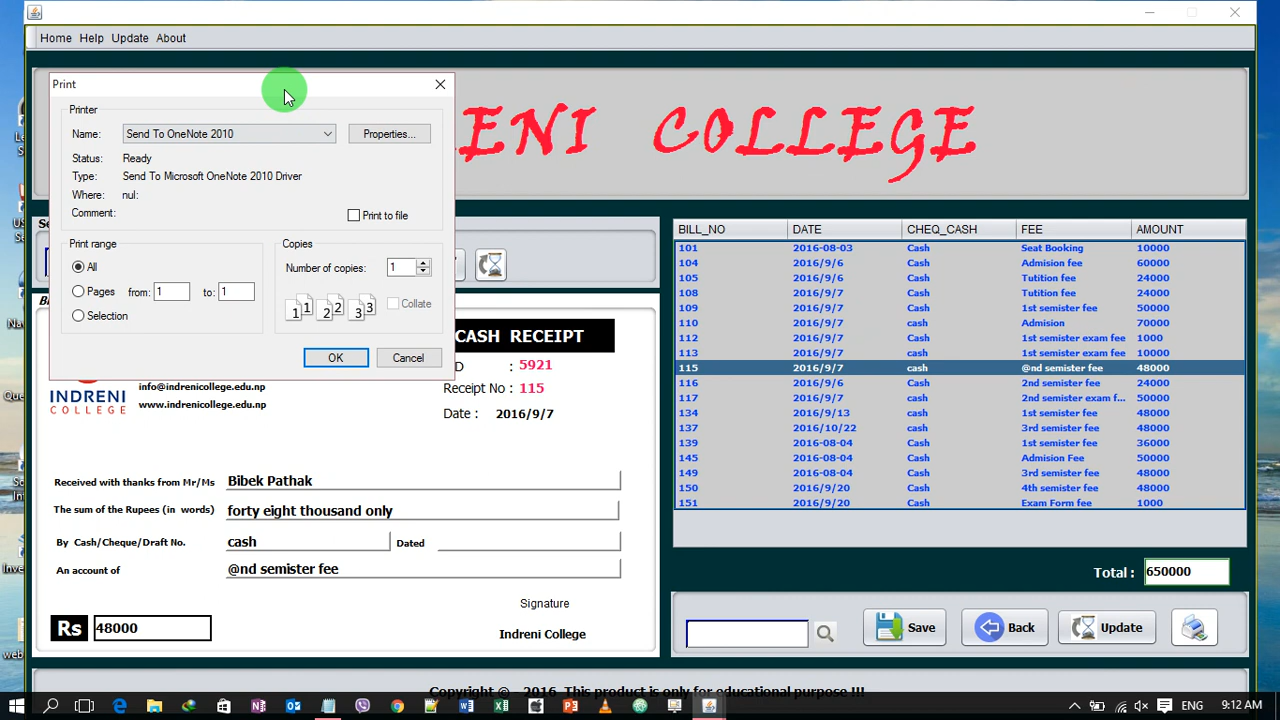 Home Help Update About
Print
Printer
Name: Send To OneNote 2010 Properties...
Status: Ready
Type: Send To Microsoft OneNote 2010 Driver
Where: nul:
Comment:
Print to file
Print range
All
Pages from: 1 to: 1
Selection
Copies
Number of copies: 1
1 1 2 2 3 3
Collate
OK Cancel
ENI COLLEGE
BILL_NO DATE CHEQ_CASH FEE AMOUNT
101 2016-08-03 Cash Seat Booking 10000
104 2016/9/6 Cash Admision fee 60000
105 2016/9/6 Cash Tutition fee 24000
108 2016/9/7 Cash Tutition fee 24000
109 2016/9/7 Cash 1st semister fee 50000
110 2016/9/7 cash Admision 70000
112 2016/9/7 Cash 1st semister exam fee 1000
113 2016/9/7 cash 1st semister exam fee 10000
115 2016/9/7 cash @nd semister fee 48000
116 2016/9/6 Cash 2nd semister fee 24000
117 2016/9/7 cash 2nd semister exam f... 1000
134 2016/9/13 cash 1st semister fee 48000
137 2016/10/22 Cash 3rd semister fee 48000
139 2016-08-04 Cash 1st semister fee 36000
145 2016-08-04 Cash Admision Fee 50000
149 2016-08-04 Cash 3rd semister fee 48000
150 2016/9/20 Cash 4th semister fee 48000
151 2016/9/20 Cash Exam Form fee 1000
Total : 650000
Save Back Update
CASH RECEIPT
D : 5921
Receipt No : 115
Date : 2016/9/7
INDRENI
COLLEGE
info@indrenicollege.edu.np
www.indrenicollege.edu.np
Received with thanks from Mr/Ms Bibek Pathak
The sum of the Rupees (in words) forty eight thousand only
By Cash/Cheque/Draft No. cash Dated
An account of @nd semister fee
Signature
Rs 48000
Indreni College
Copyright © 2016 This product is only for educational purpose !!!
ENG 9:12 AM